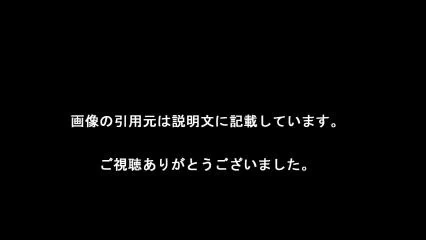 画像の引用元は説明文に記載しています。
ご視聴ありがとうございました。